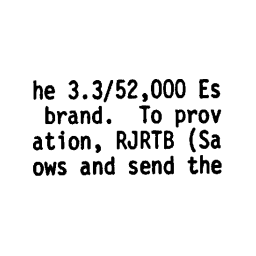 he 3.3/52,000 Es
brand. To prov
ation, RJRTB (Sa
ows and send the